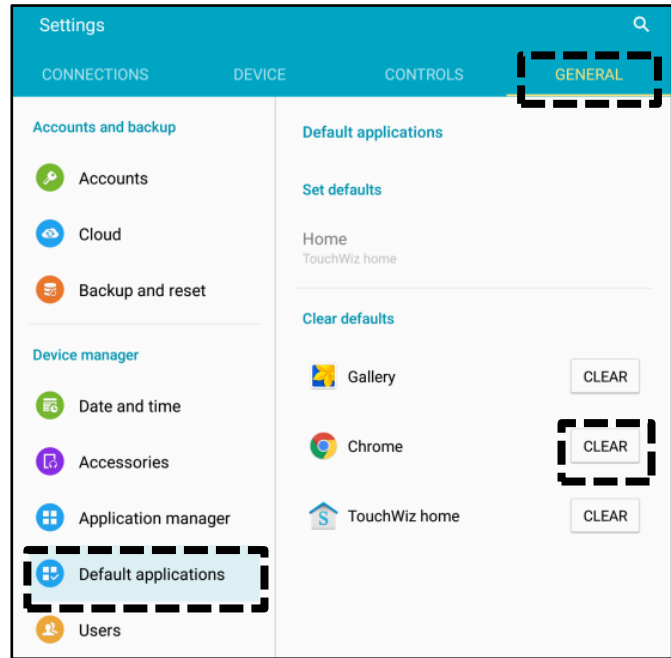 Settings
CONNECTIONS DEVICE CONTROLS GENERAL
Accounts and backup
Accounts
Cloud
Backup and reset
Device manager
Date and time
Accessories
Application manager
Default applications
Users
Default applications
Set defaults
Home
TouchWiz home
Clear defaults
Gallery CLEAR
Chrome CLEAR
S TouchWiz home CLEAR